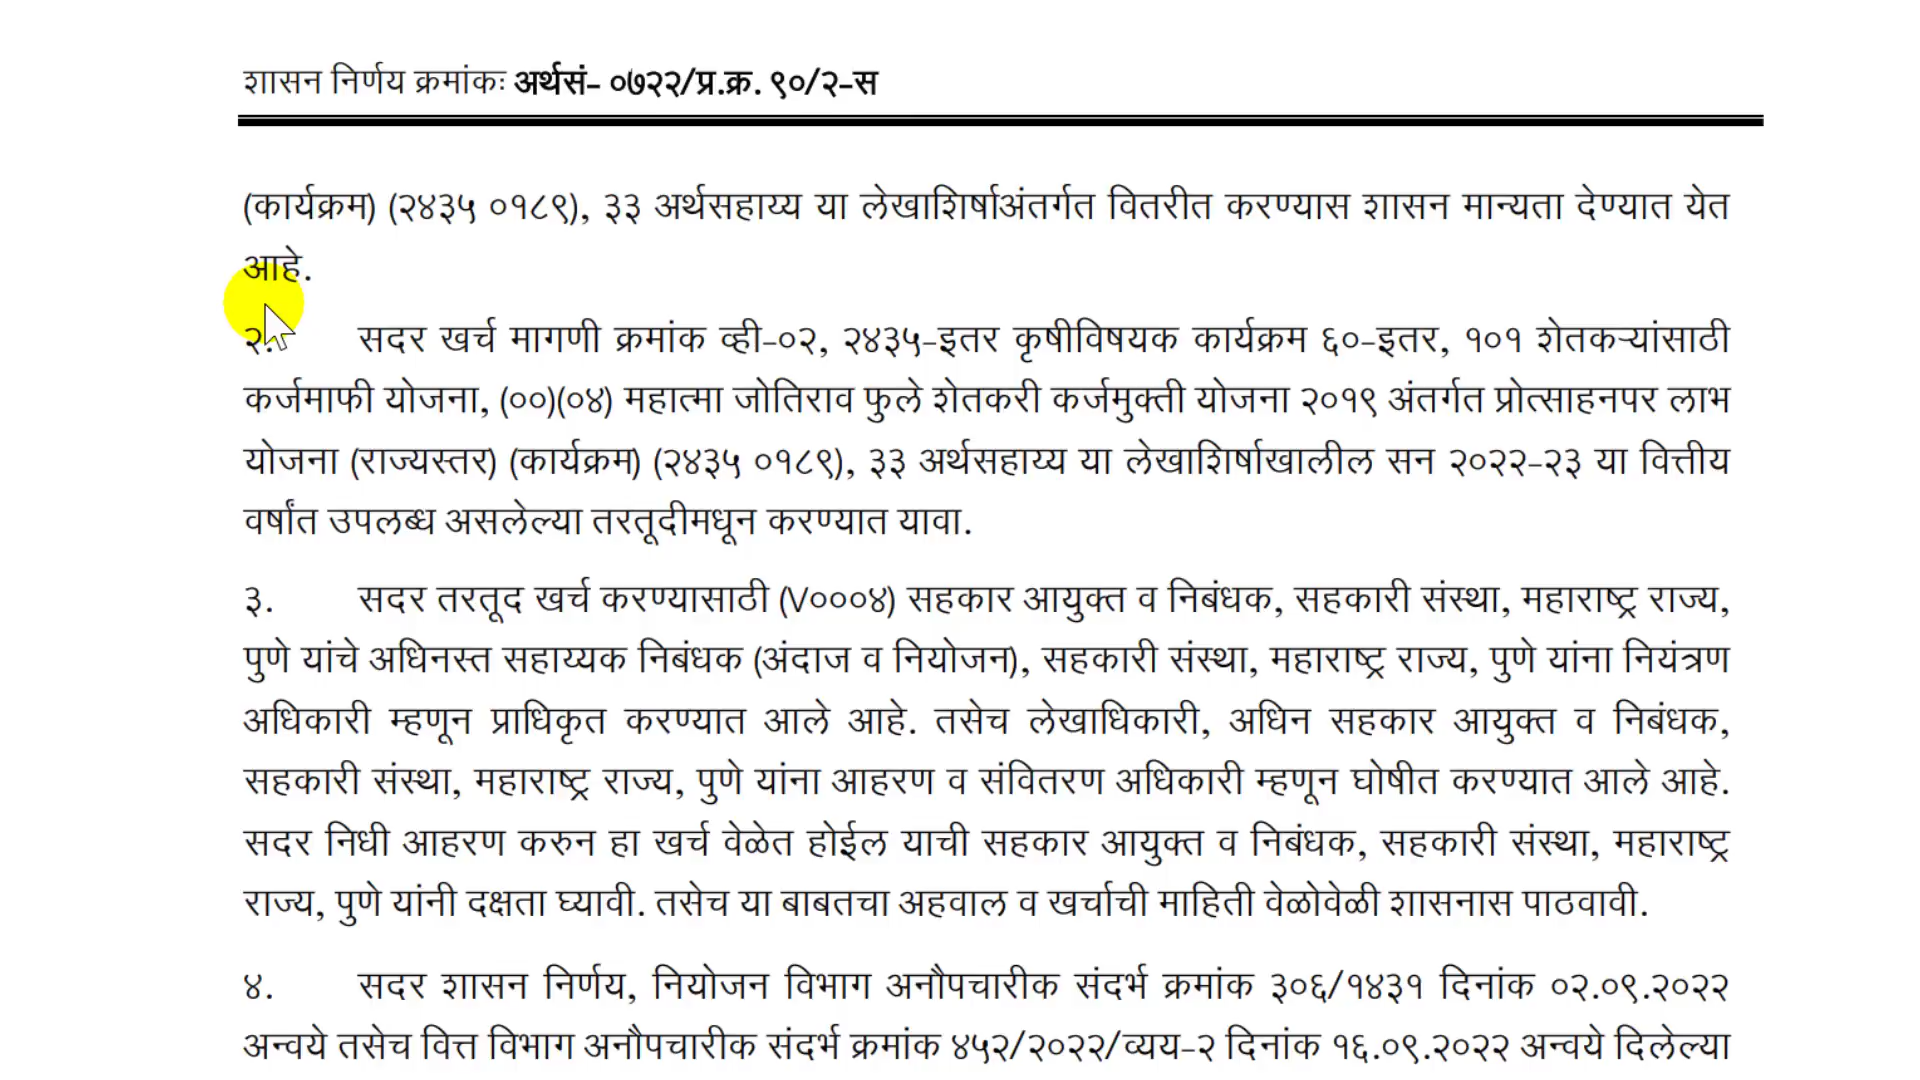 शासन निर्णय क्रमांकः अर्थसं- ०७२२/प्र.क्र. ९०/२-स
(कार्यक्रम) (२४३५ ०१८९), ३३ अर्थसहाय्य या लेखाशिर्षाअंतर्गत वितरीत करण्यास शासन मान्यता देण्यात येत
आहे.
२. सदर खर्च मागणी क्रमांक व्ही-०२, २४३५-इतर कृषीविषयक कार्यक्रम ६०-इतर, १०१ शेतकऱ्यांसाठी
कर्जमाफी योजना, (००)(०४) महात्मा जोतिराव फुले शेतकरी कर्जमुक्ती योजना २०१९ अंतर्गत प्रोत्साहनपर लाभ
योजना (राज्यस्तर) (कार्यक्रम) (२४३५ ०१८९), ३३ अर्थसहाय्य या लेखाशिर्षाखालील सन २०२२-२३ या वित्तीय
वर्षांत उपलब्ध असलेल्या तरतूदीमधून करण्यात यावा.
३. सदर तरतूद खर्च करण्यासाठी (V०००४) सहकार आयुक्त व निबंधक, सहकारी संस्था, महाराष्ट्र राज्य,
पुणे यांचे अधिनस्त सहाय्यक निबंधक (अंदाज व नियोजन), सहकारी संस्था, महाराष्ट्र राज्य, पुणे यांना नियंत्रण
अधिकारी म्हणून प्राधिकृत करण्यात आले आहे. तसेच लेखाधिकारी, अधिन सहकार आयुक्त व निबंधक,
सहकारी संस्था, महाराष्ट्र राज्य, पुणे यांना आहरण व संवितरण अधिकारी म्हणून घोषीत करण्यात आले आहे.
सदर निधी आहरण करुन हा खर्च वेळेत होईल याची सहकार आयुक्त व निबंधक, सहकारी संस्था, महाराष्ट्र
राज्य, पुणे यांनी दक्षता घ्यावी. तसेच या बाबतचा अहवाल व खर्चाची माहिती वेळोवेळी शासनास पाठवावी.
४. सदर शासन निर्णय, नियोजन विभाग अनौपचारीक संदर्भ क्रमांक ३०६/१४३१ दिनांक ०२.०९.२०२२
अन्वये तसेच वित्त विभाग अनौपचारीक संदर्भ क्रमांक ४५२/२०२२/व्यय-२ दिनांक १६.०९.२०२२ अन्वये दिलेल्या